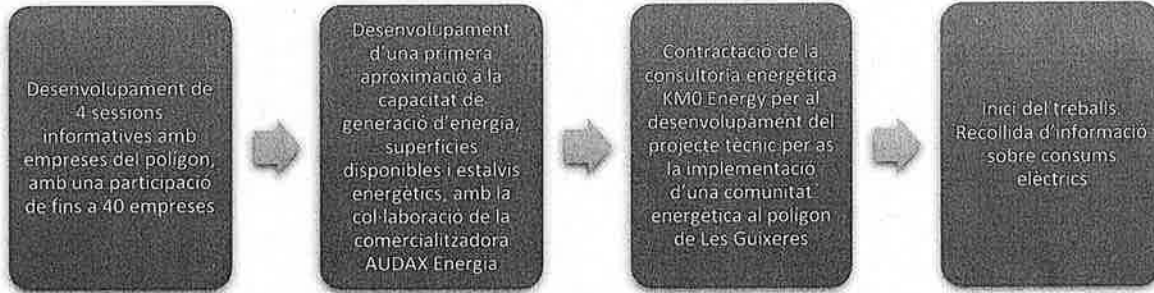 Desenvolupament de
4 sessions
informatives amb
empreses del polígon,
amb una participació
de fins a 40 empreses
Desenvolupament
d'una primera
aproximació a la
capacitat de
generació d'energia,
superfícies
disponibles i estalvis
energètics, amb la
col·laboració de la
comercialitzadora
AUDAX Energia
Contractació de la
consultoria energètica
KM0 Energy per al
desenvolupament del
projecte tècnic per as
la implementació
d'una comunitat
energètica al polígon
de Les Guixeres
Inici del treballs.
Recollida d'informació
sobre consums
elèctrics